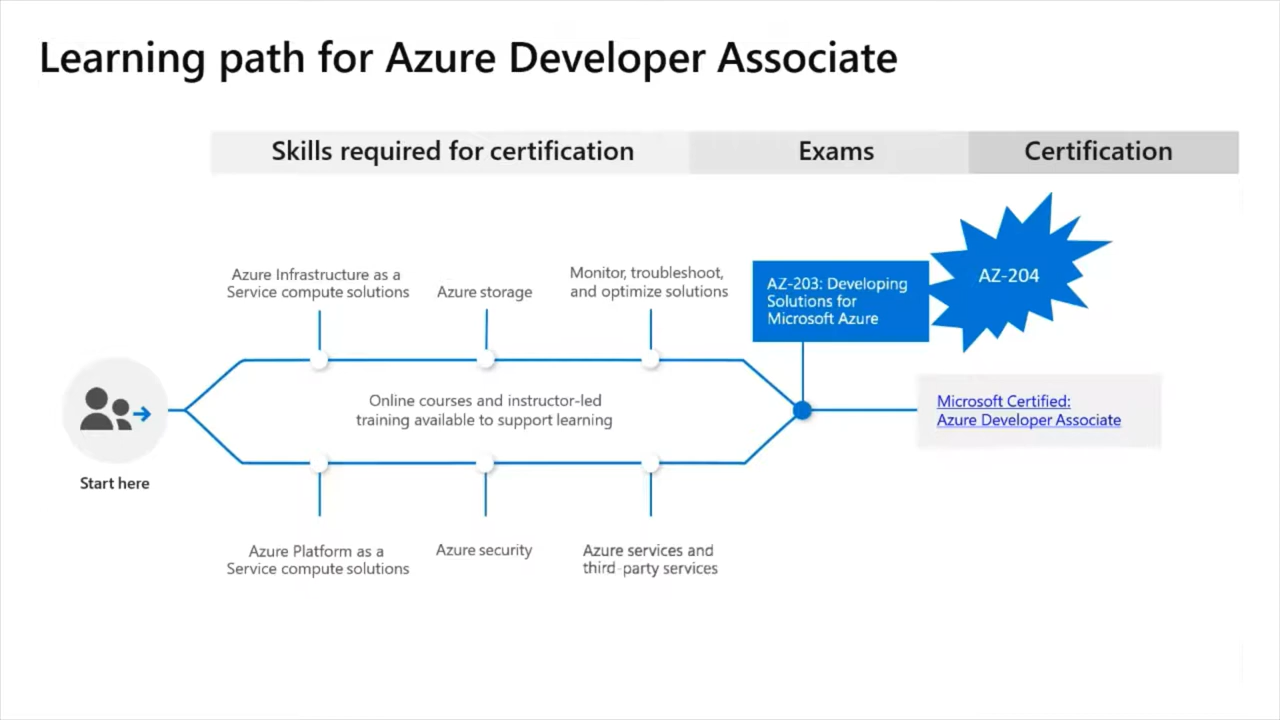 Learning path for Azure Developer Associate
Skills required for certification
Exams
Certification
Azure Infrastructure as a
Service compute solutions
Azure storage
Monitor, troubleshoot,
and optimize solutions
AZ-203: Developing
Solutions for
Microsoft Azure
AZ-204
Start here
Online courses and instructor-led
training available to support learning
Microsoft Certified:
Azure Developer Associate
Azure Platform as a
Service compute solutions
Azure security
Azure services and
third-party services